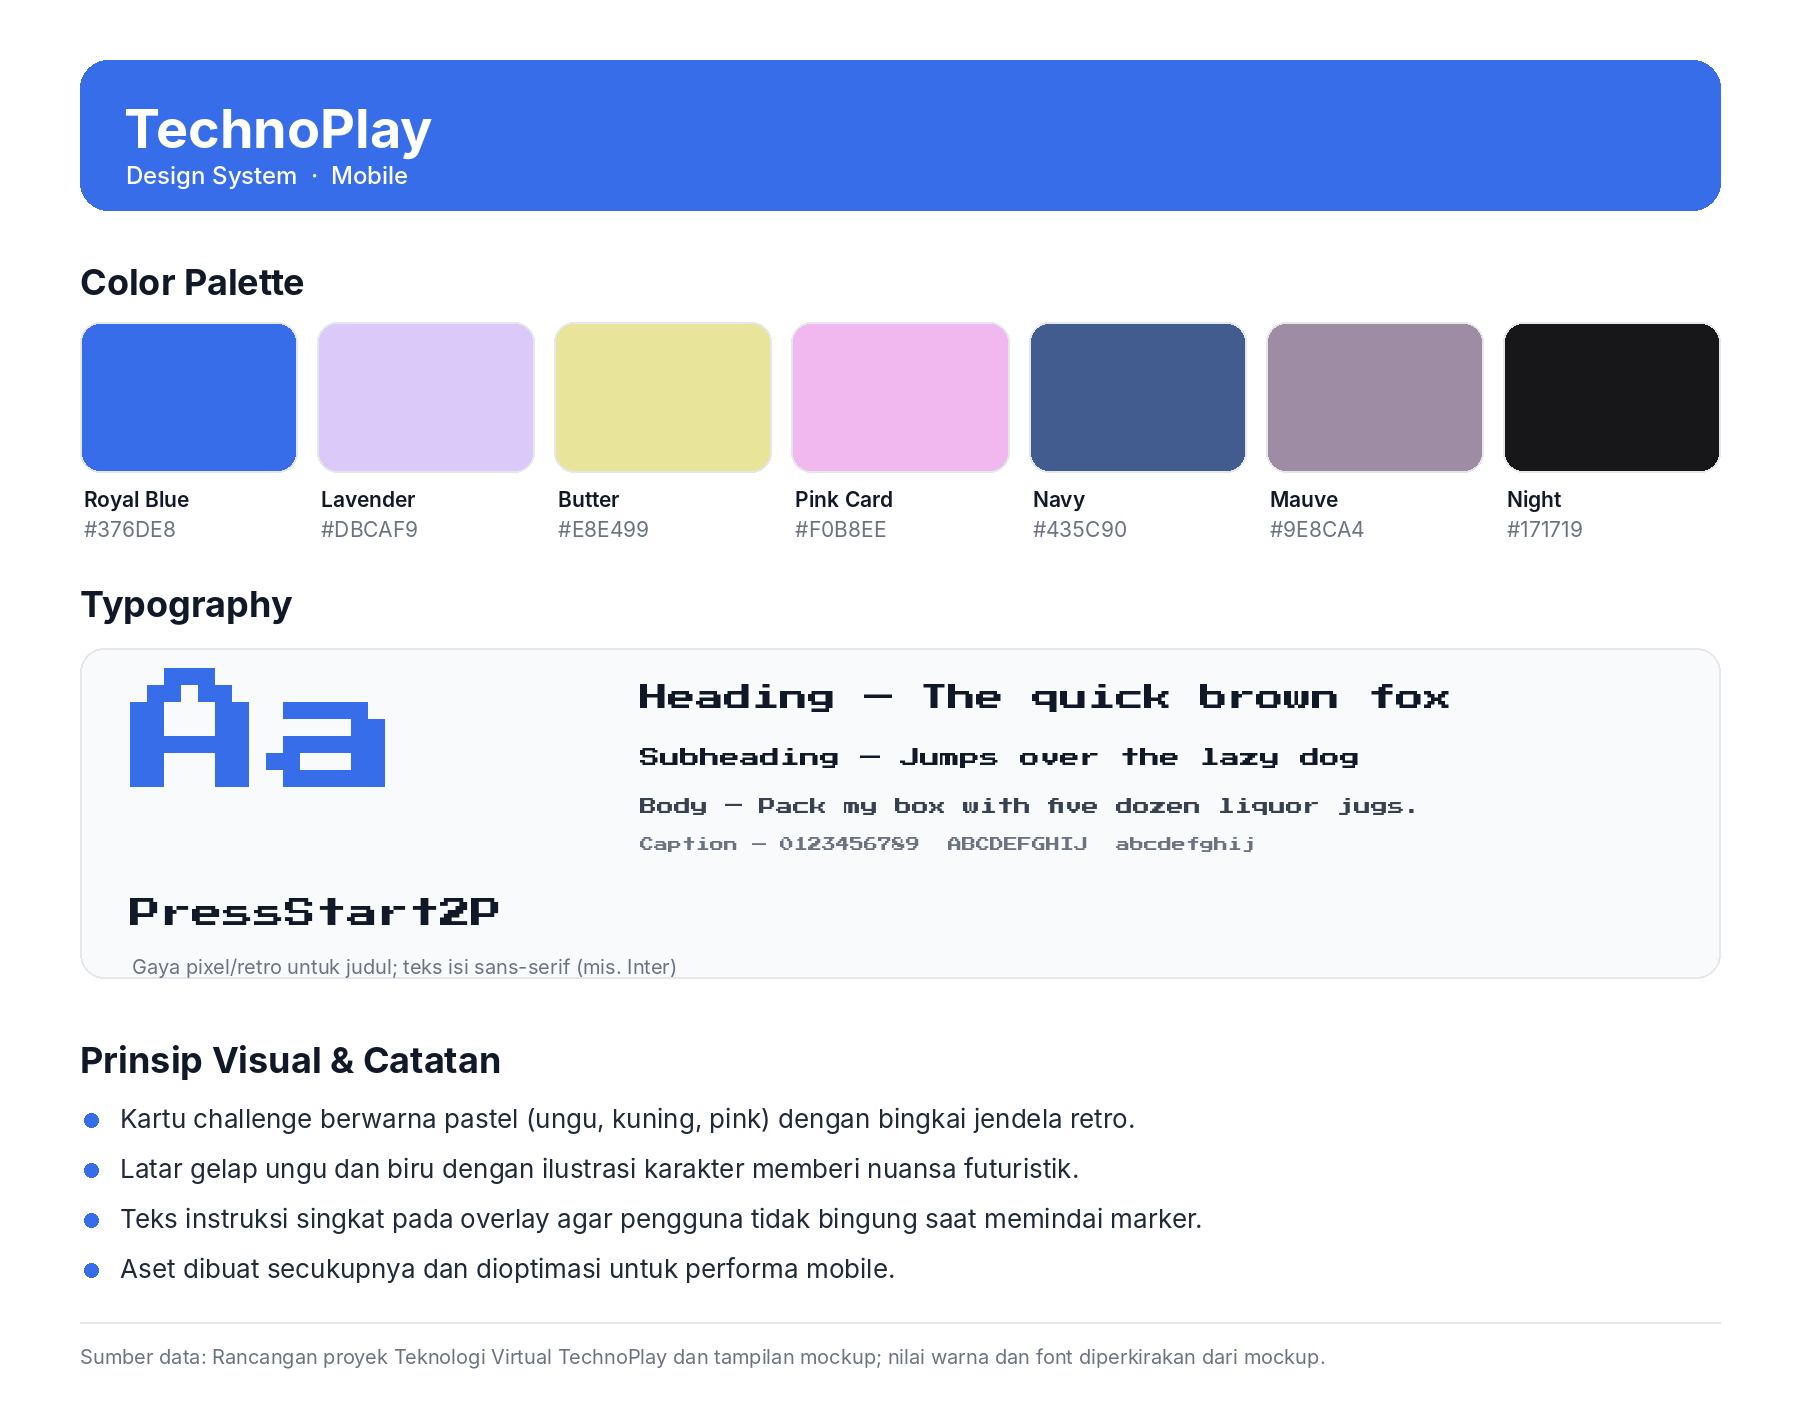 TechnoPlay
Design System · Mobile
Color Palette
Royal Blue
#376DE8
Lavender
#DBCAF9
Butter
#E8E499
Pink Card
#F0B8EE
Navy
#435C90
Mauve
#9E8CA4
Night
#171719
Typography
Aa
Heading — The quick brown fox
Subheading — Jumps over the lazy dog
Body — Pack my box with five dozen liquor jugs.
Caption — 0123456789 ABCDEFGHIJ abcdefghij
PressStart2P
Gaya pixel/retro untuk judul; teks isi sans-serif (mis. Inter)
Prinsip Visual & Catatan
Kartu challenge berwarna pastel (ungu, kuning, pink) dengan bingkai jendela retro.
Latar gelap ungu dan biru dengan ilustrasi karakter memberi nuansa futuristik.
Teks instruksi singkat pada overlay agar pengguna tidak bingung saat memindai marker.
Aset dibuat secukupnya dan dioptimasi untuk performa mobile.
Sumber data: Rancangan proyek Teknologi Virtual TechnoPlay dan tampilan mockup; nilai warna dan font diperkirakan dari mockup.